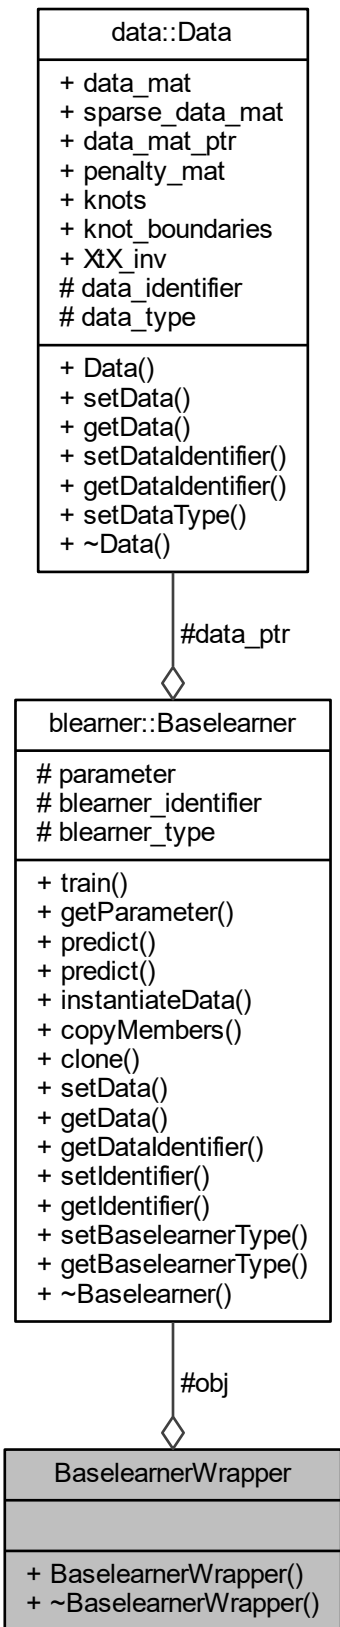 data::Data
+ data_mat
+ sparse_data_mat
+ data_mat_ptr
+ penalty_mat
+ knots
+ knot_boundaries
+ XtX_inv
# data_identifier
# data_type
+ Data()
+ setData()
+ getData()
+ setDataIdentifier()
+ getDataIdentifier()
+ setDataType()
+ ~Data()
#data_ptr
blearner::Baselearner
# parameter
# blearner_identifier
# blearner_type
+ train()
+ getParameter()
+ predict()
+ predict()
+ instantiateData()
+ copyMembers()
+ clone()
+ setData()
+ getData()
+ getDataIdentifier()
+ setIdentifier()
+ getIdentifier()
+ setBaselearnerType()
+ getBaselearnerType()
+ ~Baselearner()
#obj
BaselearnerWrapper
+ BaselearnerWrapper()
+ ~BaselearnerWrapper()